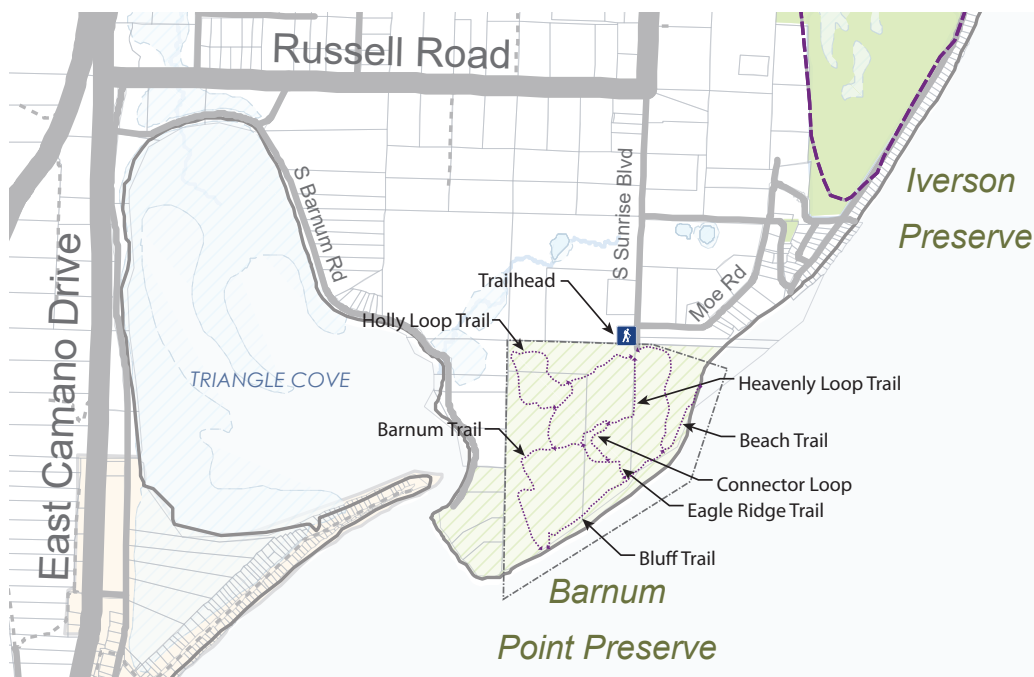 Russell Road
S Barnum Rd
S Sunrise Blvd
Iverson
Preserve
East Camano Drive
Moe Rd
Trailhead
Holly Loop Trail
TRIANGLE COVE
Heavenly Loop Trail
Barnum Trail
Beach Trail
Connector Loop
Eagle Ridge Trail
Bluff Trail
Barnum
Point Preserve